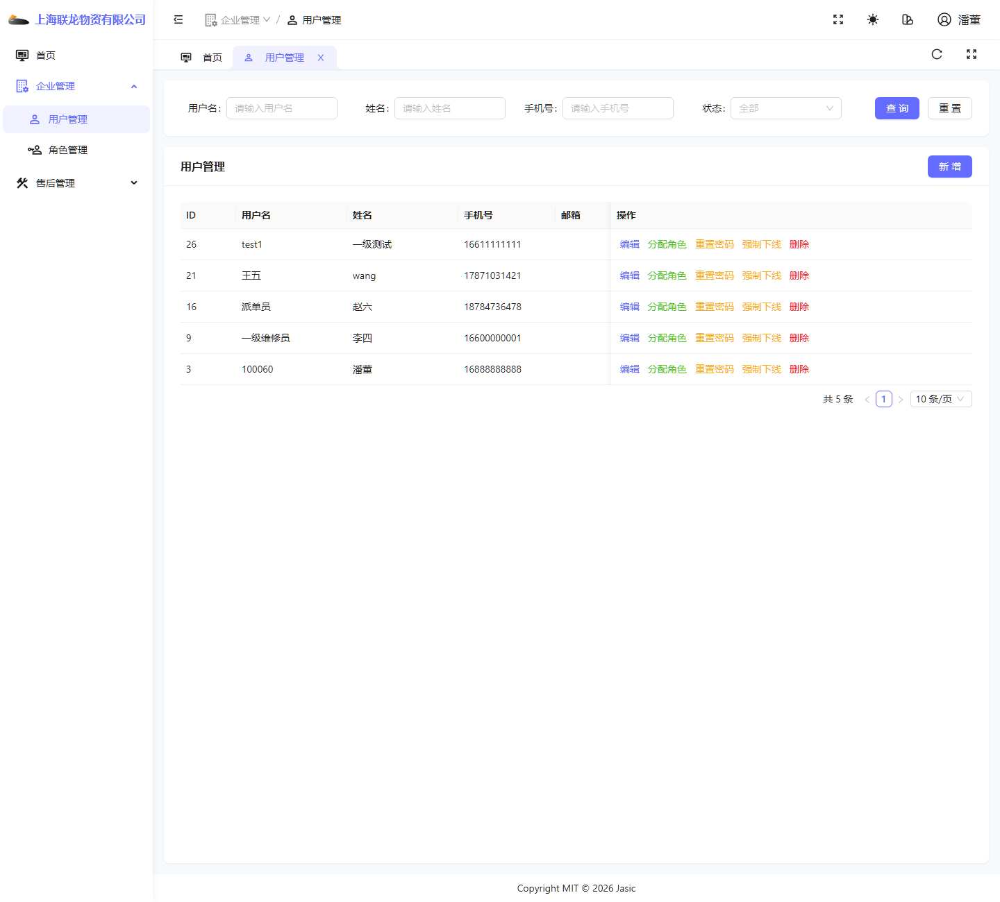 上海联龙物资有限公司
企业管理 / 用户管理
潘董
首页
企业管理
用户管理
角色管理
售后管理
首页
用户管理
用户名:
请输入用户名
姓名:
请输入姓名
手机号:
请输入手机号
状态:
全部
查 询
重 置
用户管理
新 增
ID 用户名 姓名 手机号 邮箱 操作
26 test1 一级测试 16611111111 编辑 分配角色 重置密码 强制下线 删除
21 王五 wang 17871031421 编辑 分配角色 重置密码 强制下线 删除
16 派单员 赵六 18784736478 编辑 分配角色 重置密码 强制下线 删除
9 一级维修员 李四 16600000001 编辑 分配角色 重置密码 强制下线 删除
3 100060 潘董 16888888888 编辑 分配角色 重置密码 强制下线 删除
共 5 条 1 10 条/页
Copyright MIT © 2026 Jasic